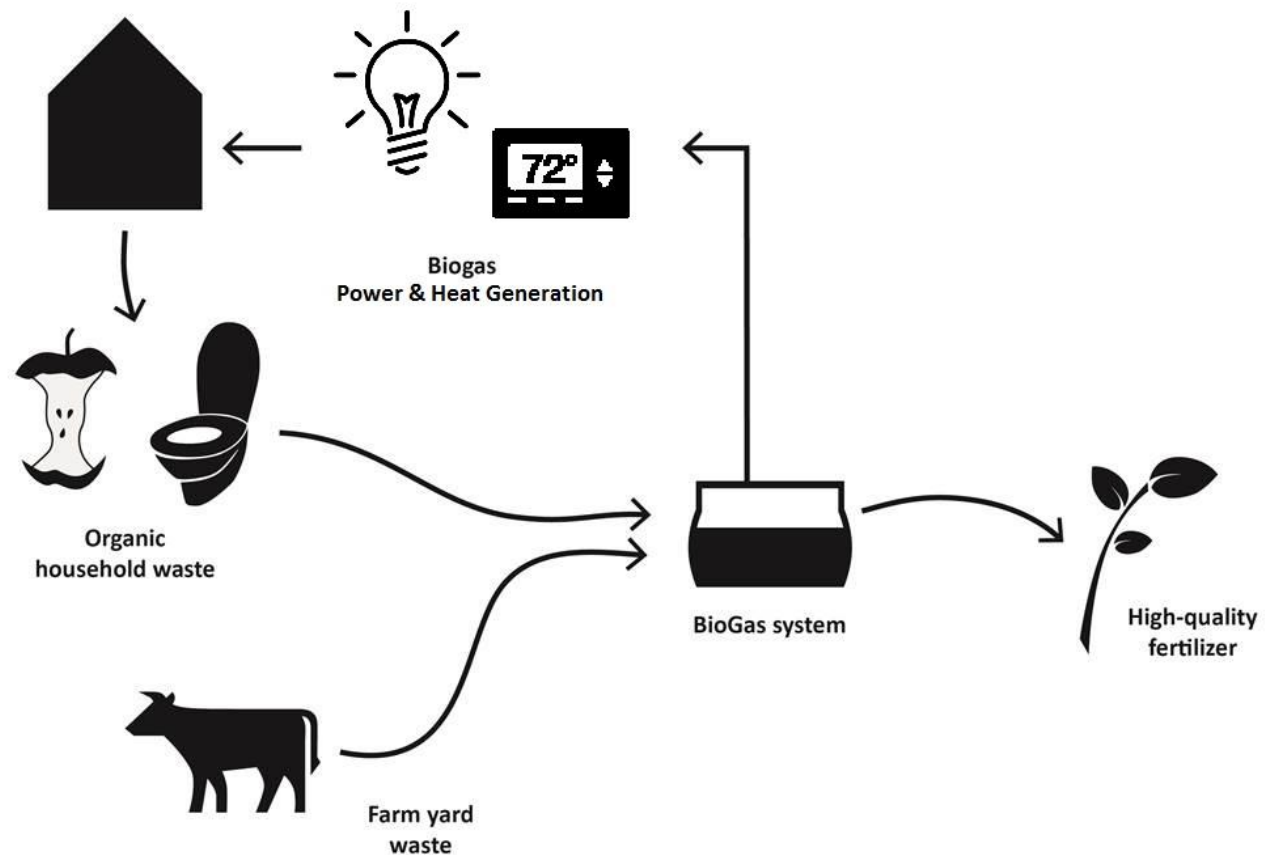 72°
Biogas
Power & Heat Generation
Organic
household waste
BioGas system
High-quality
fertilizer
Farm yard
waste